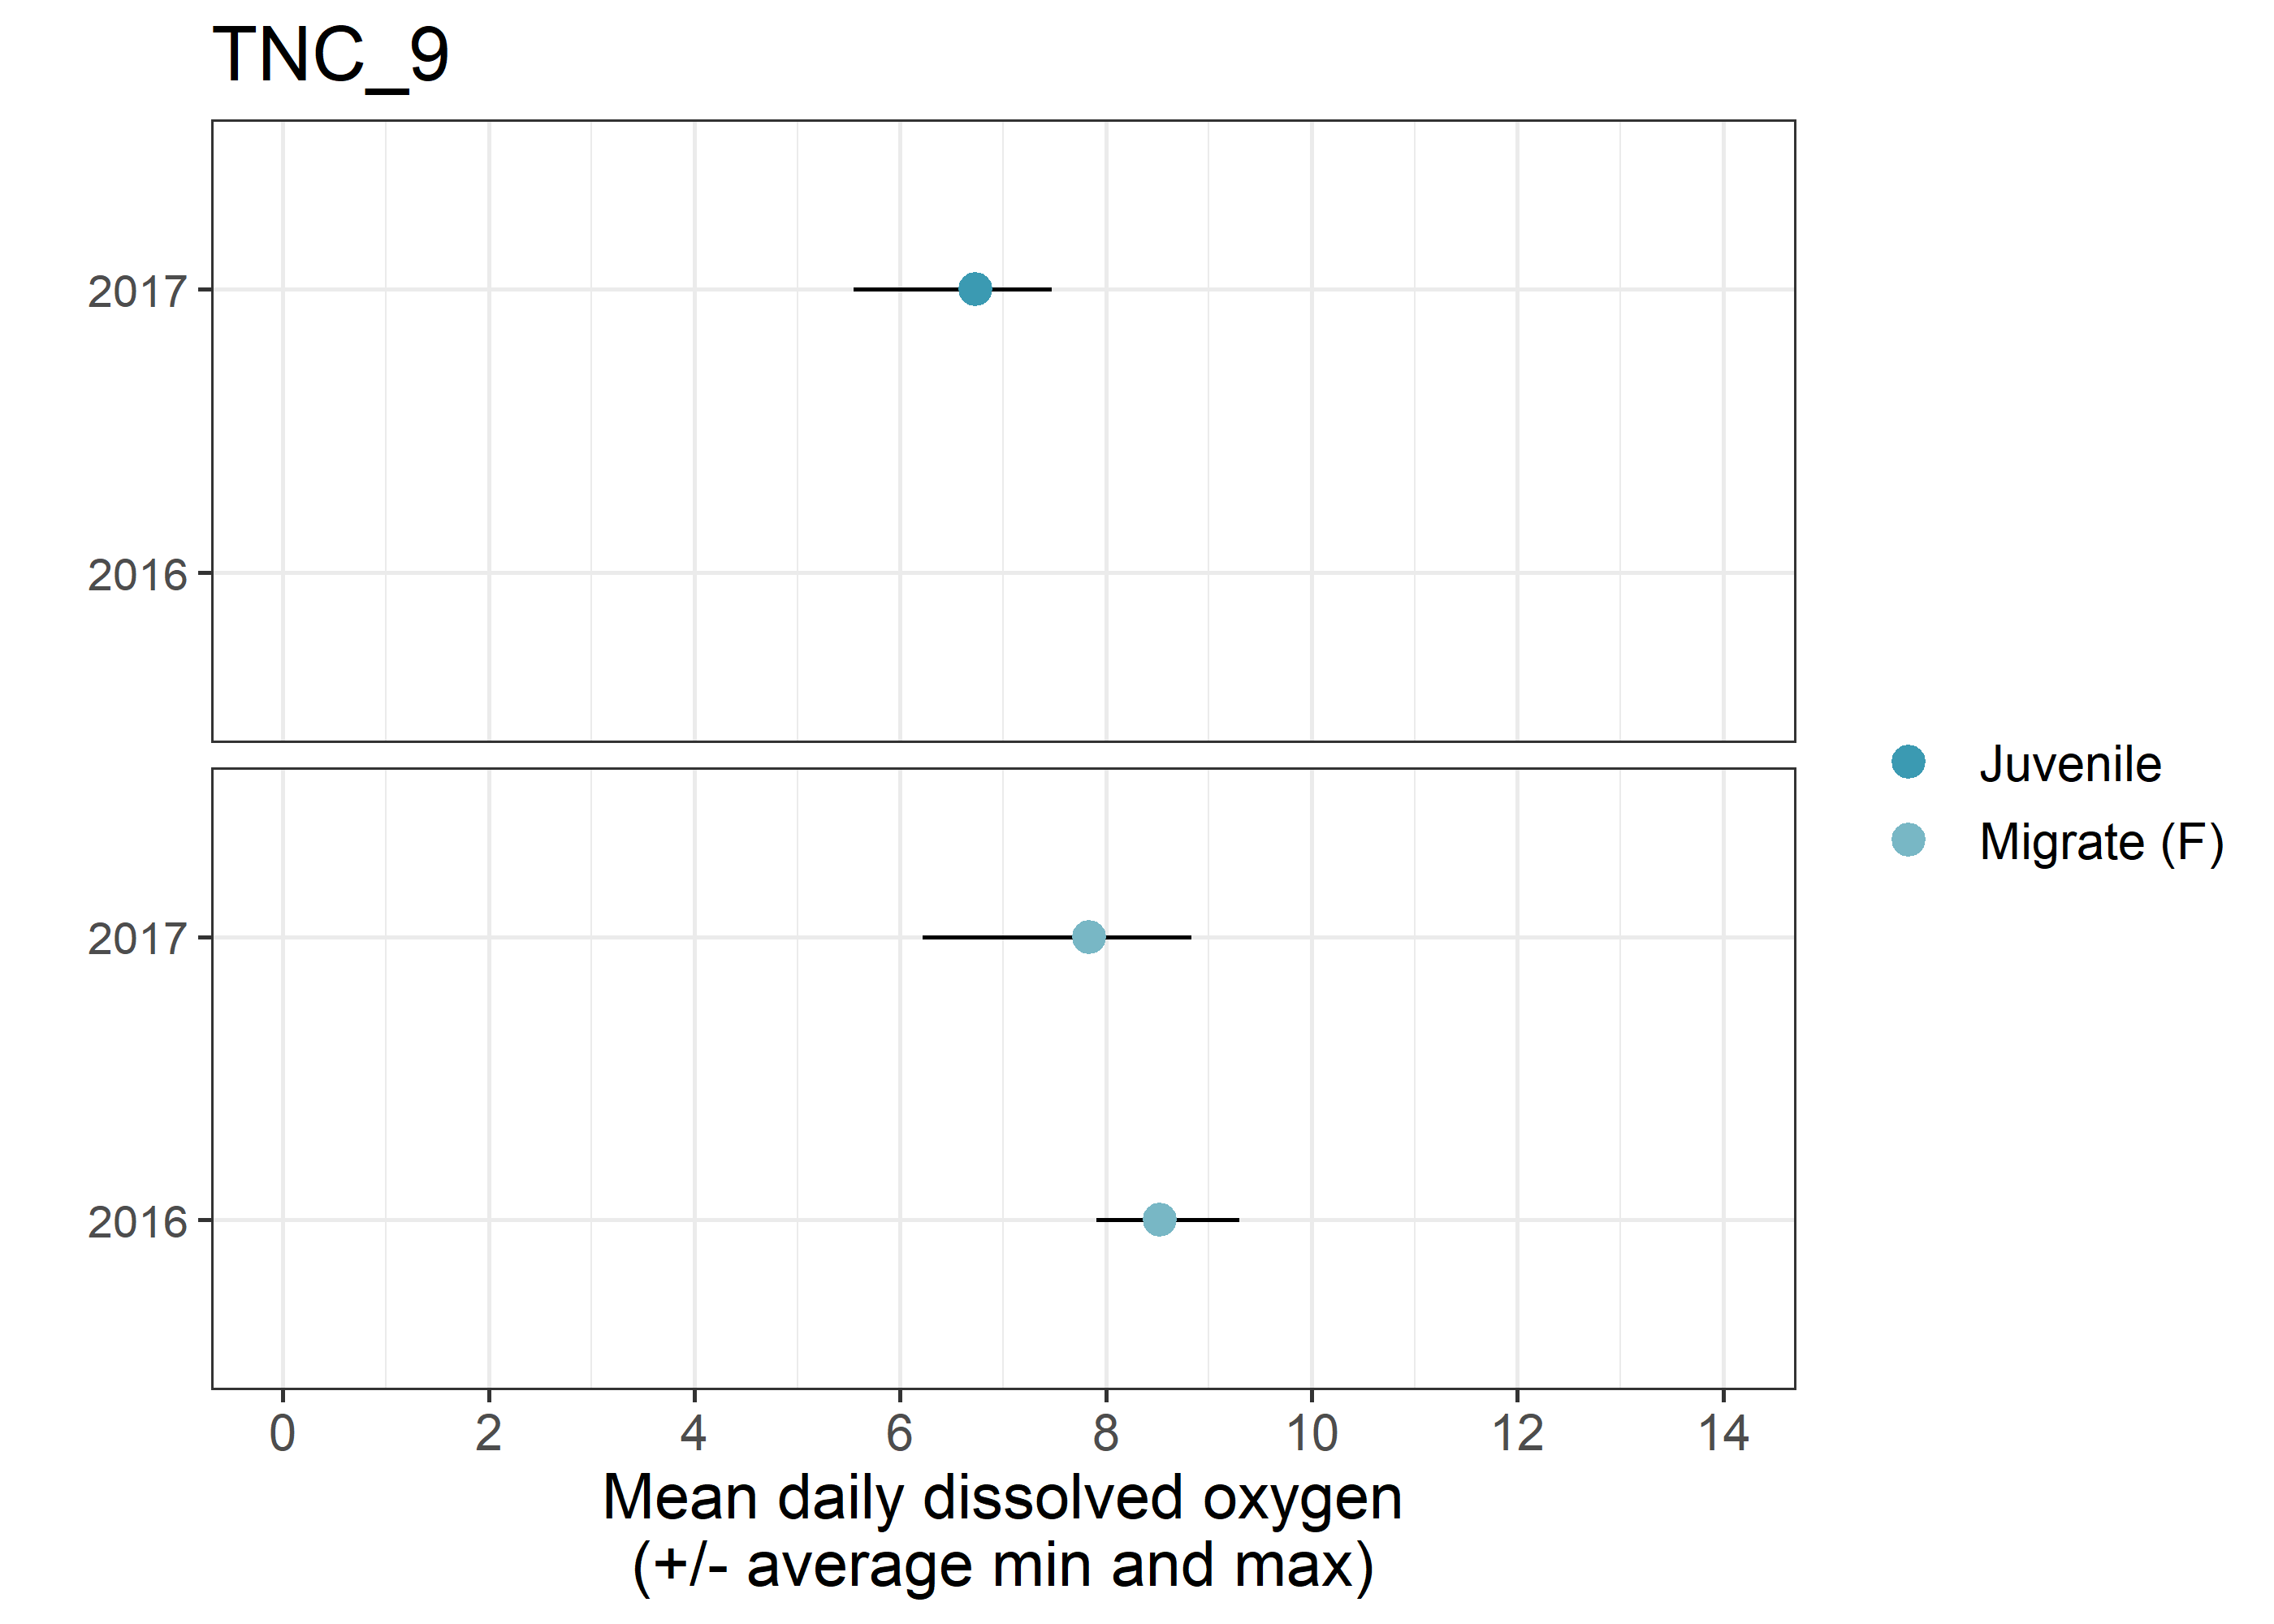 TNC_9
2017
2016
Juvenile
Migrate (F)
2017
2016
0 2 4 6 8 10 12 14
Mean daily dissolved oxygen
(+/- average min and max)